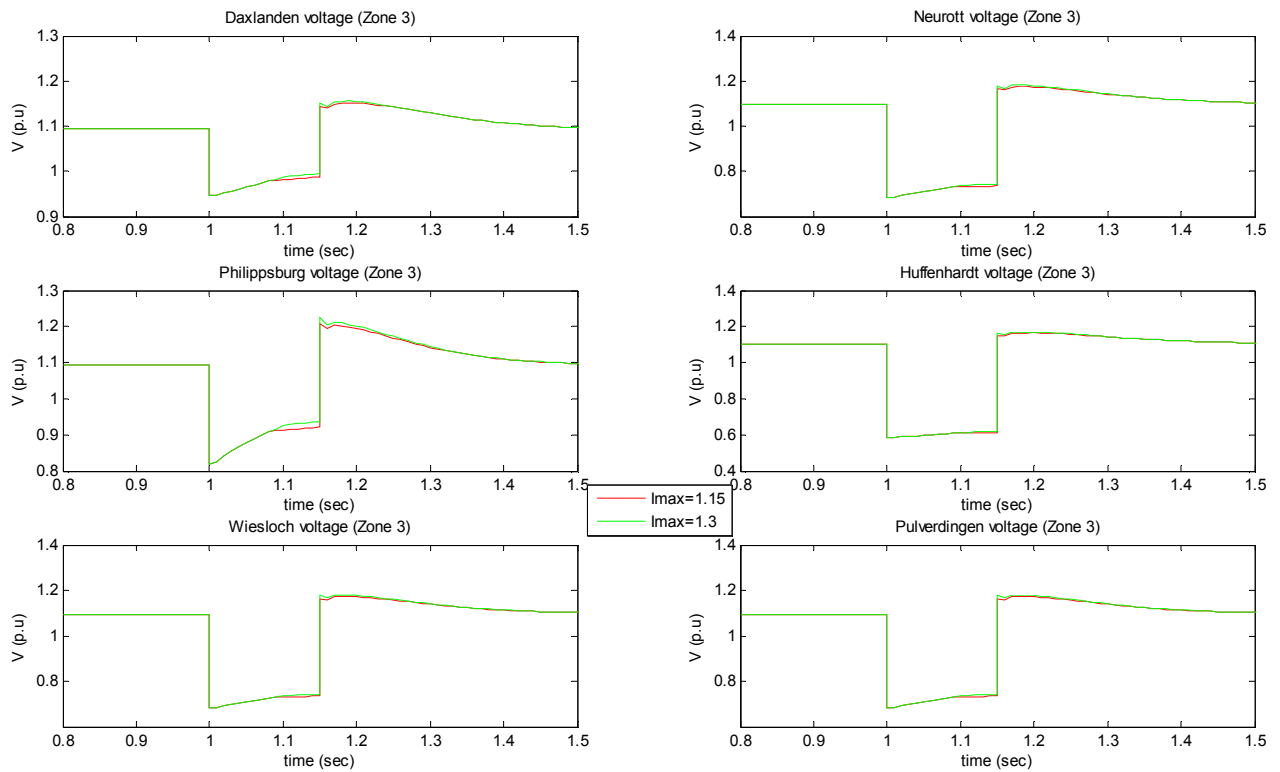 Daxlanden voltage (Zone 3)
1.3
1.2
1.1
1
0.9
V (p.u)
0.8 0.9 1 1.1 1.2 1.3 1.4 1.5
time (sec)
Neurott voltage (Zone 3)
1.4
1.2
1
0.8
V (p.u)
0.8 0.9 1 1.1 1.2 1.3 1.4 1.5
time (sec)
Philippsburg voltage (Zone 3)
1.3
1.2
1.1
1
0.9
0.8
V (p.u)
0.8 0.9 1 1.1 1.2 1.3 1.4 1.5
time (sec)
Huffenhardt voltage (Zone 3)
1.4
1.2
1
0.8
0.6
0.4
V (p.u)
0.8 0.9 1 1.1 1.2 1.3 1.4 1.5
time (sec)
Imax=1.15
Imax=1.3
Wiesloch voltage (Zone 3)
1.4
1.2
1
0.8
V (p.u)
0.8 0.9 1 1.1 1.2 1.3 1.4 1.5
time (sec)
Pulverdingen voltage (Zone 3)
1.4
1.2
1
0.8
V (p.u)
0.8 0.9 1 1.1 1.2 1.3 1.4 1.5
time (sec)